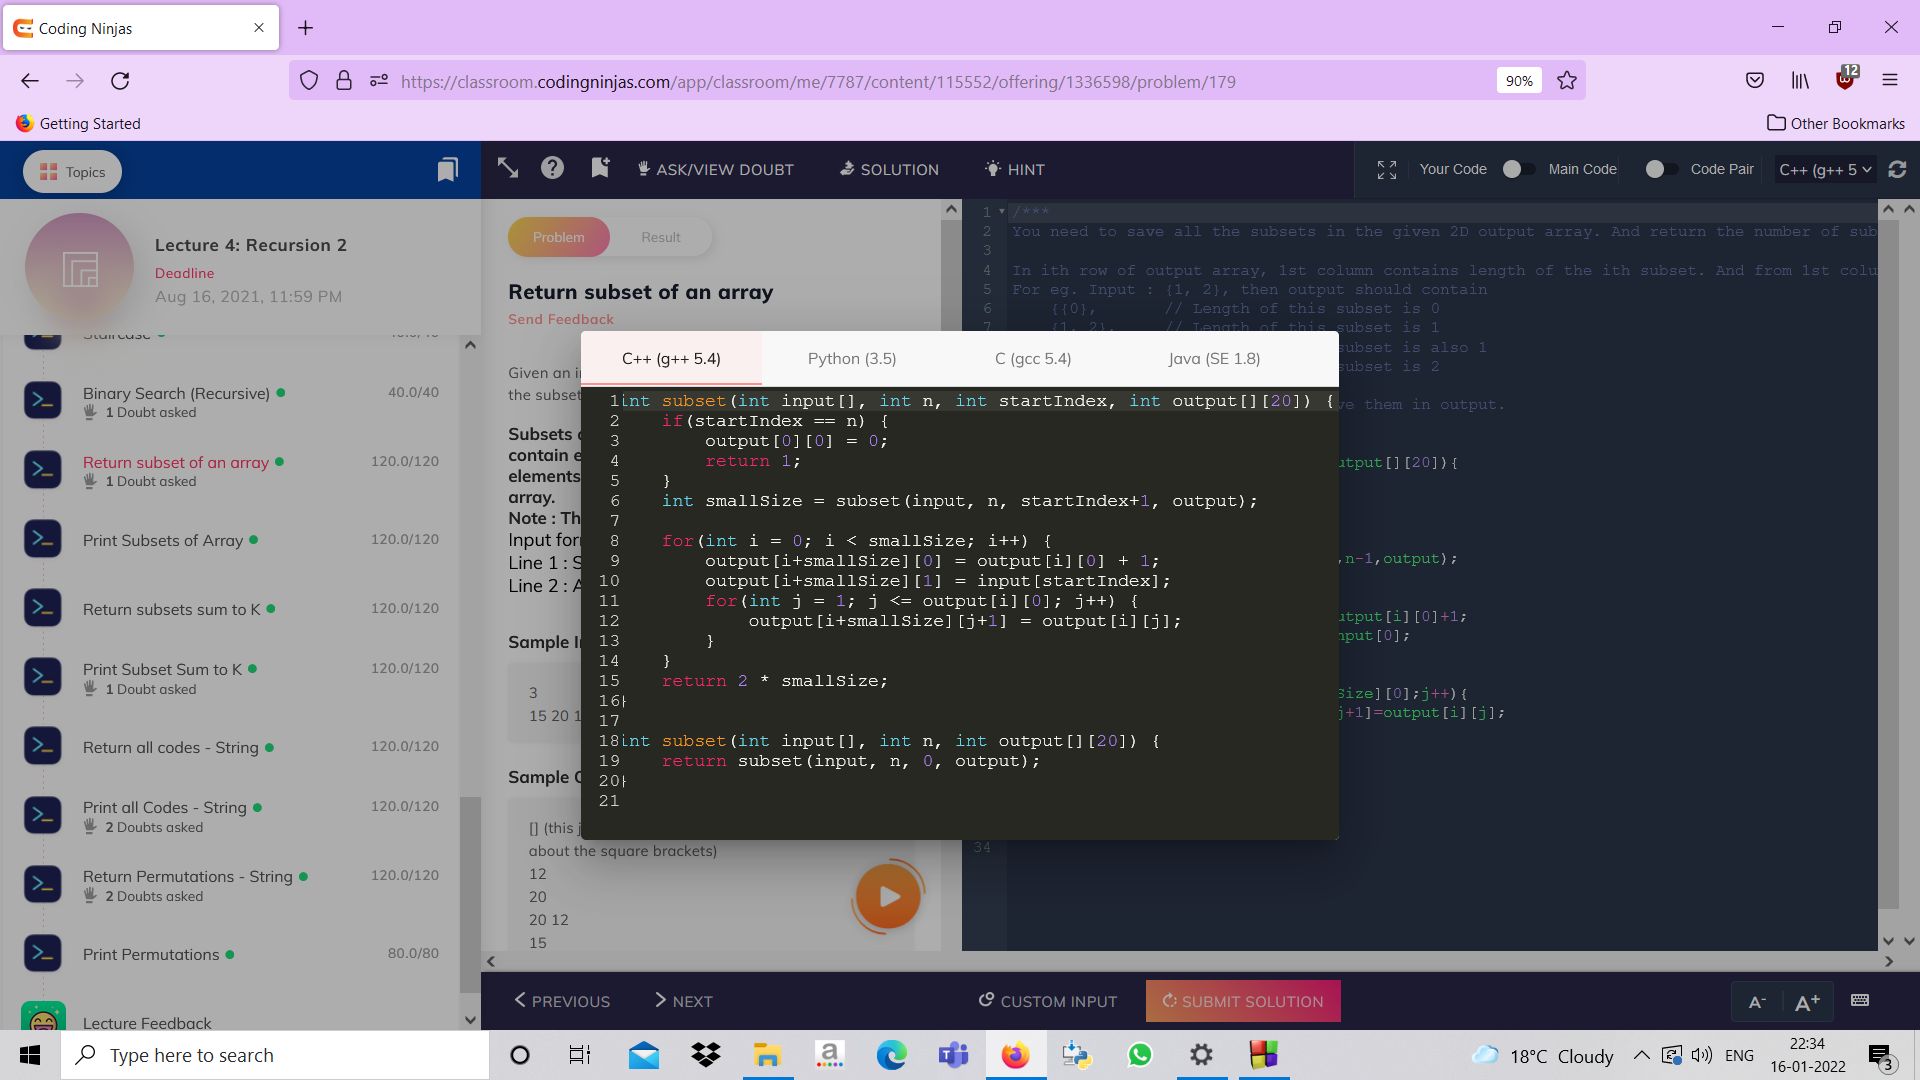 Coding Ninjas
https://classroom.codingninjas.com/app/classroom/me/7787/content/115552/offering/1336598/problem/179
90%
12
Getting Started
Other Bookmarks
Topics
ASK/VIEW DOUBT
SOLUTION
HINT
Your Code
Main Code
Code Pair
C++ (g++ 5
Lecture 4: Recursion 2
Deadline
Aug 16, 2021, 11:59 PM
Staircase
Binary Search (Recursive)
40.0/40
1 Doubt asked
Return subset of an array
120.0/120
1 Doubt asked
Print Subsets of Array
120.0/120
Return subsets sum to K
120.0/120
Print Subset Sum to K
120.0/120
1 Doubt asked
Return all codes - String
120.0/120
Print all Codes - String
120.0/120
2 Doubts asked
Return Permutations - String
120.0/120
2 Doubts asked
Print Permutations
80.0/80
Lecture Feedback
Problem
Result
Return subset of an array
Send Feedback
Given an i
the subset
Subsets
contain e
elements
array.
Note : Th
Input for
Line 1 : S
Line 2 : A
Sample I
3
15 20 1
Sample
[] (this j
about the square brackets)
12
20
20 12
15
1 /***
2 You need to save all the subsets in the given 2D output array. And return the number of sub
3
4 In ith row of output array, 1st column contains length of the ith subset. And from 1st colu
5 For eg. Input : {1, 2}, then output should contain
6 {{0}, // Length of this subset is 0
7 {1, 2}, // Length of this subset is 1
subset is also 1
subset is 2
ve them in output.
utput[][20]){
,n-1,output);
utput[i][0]+1;
nput[0];
Size][0];j++){
j+1]=output[i][j];
34
C++ (g++ 5.4)
Python (3.5)
C (gcc 5.4)
Java (SE 1.8)
1 int subset(int input[], int n, int startIndex, int output[][20]) {
2 if(startIndex == n) {
3 output[0][0] = 0;
4 return 1;
5 }
6 int smallSize = subset(input, n, startIndex+1, output);
7
8 for(int i = 0; i < smallSize; i++) {
9 output[i+smallSize][0] = output[i][0] + 1;
10 output[i+smallSize][1] = input[startIndex];
11 for(int j = 1; j <= output[i][0]; j++) {
12 output[i+smallSize][j+1] = output[i][j];
13 }
14 }
15 return 2 * smallSize;
16 }
17
18 int subset(int input[], int n, int output[][20]) {
19 return subset(input, n, 0, output);
20 }
21
PREVIOUS
NEXT
CUSTOM INPUT
SUBMIT SOLUTION
A-
A+
Type here to search
18°C Cloudy
ENG
22:34
16-01-2022
3